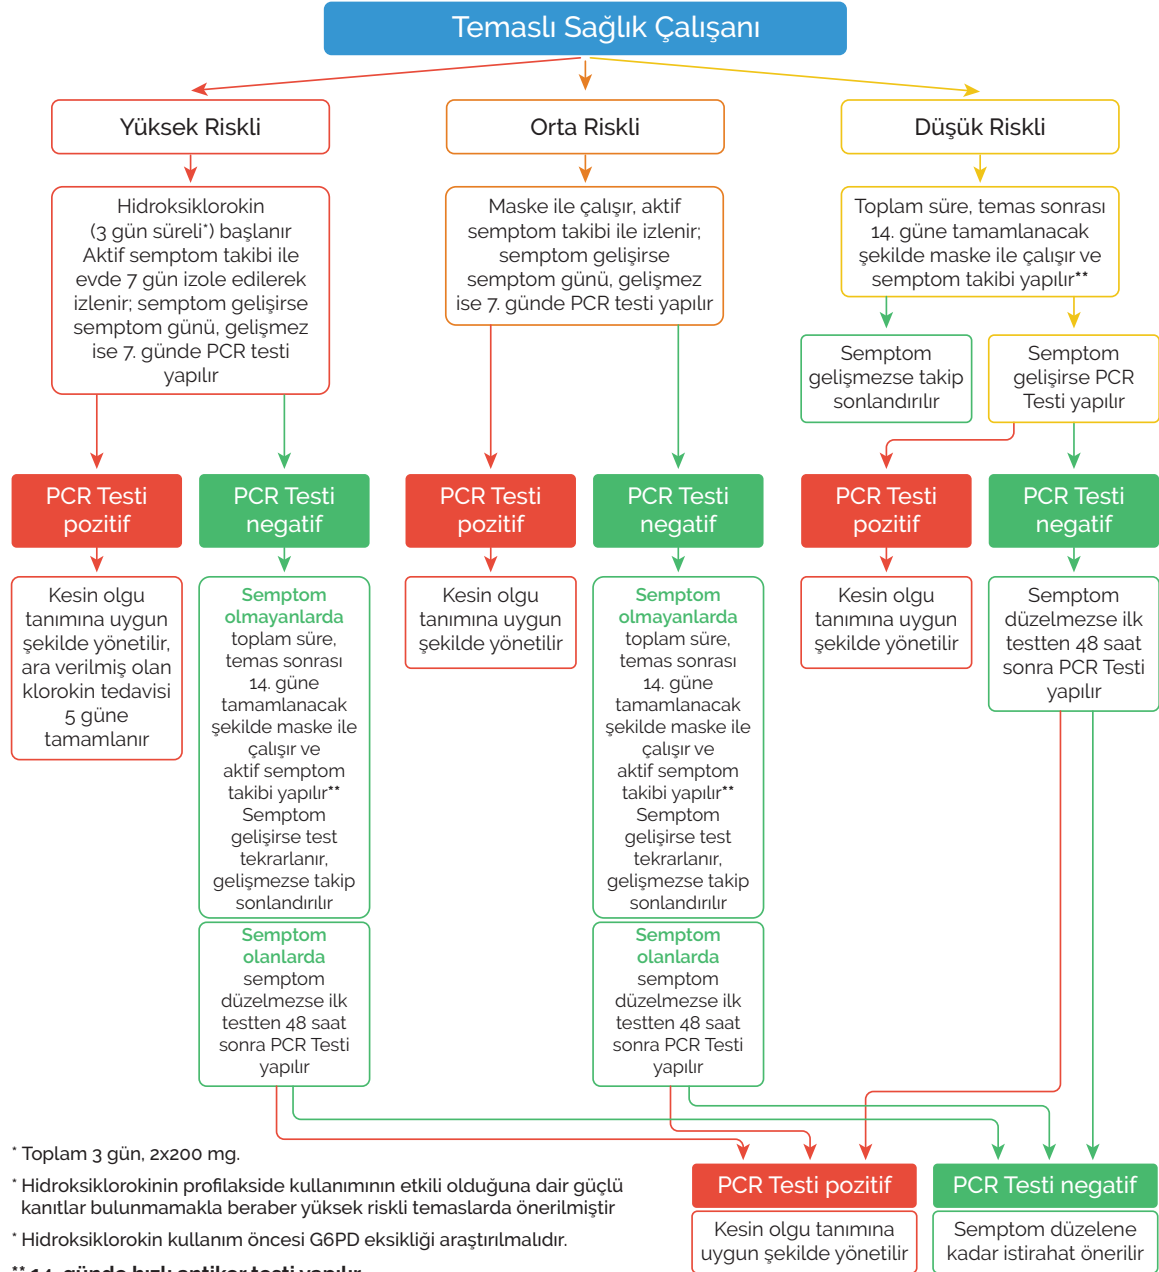 Temaslı Sağlık Çalışanı
Yüksek Riskli
Orta Riskli
Düşük Riskli
Hidroksiklorokin
(3 gün süreli*) başlanır
Aktif semptom takibi ile
evde 7 gün izole edilerek
izlenir; semptom gelişirse
semptom günü, gelişmez
ise 7. günde PCR testi
yapılır
Maske ile çalışır, aktif
semptom takibi ile izlenir;
semptom gelişirse
semptom günü, gelişmez
ise 7. günde PCR testi yapılır
Toplam süre, temas sonrası
14. güne tamamlanacak
şekilde maske ile çalışır ve
semptom takibi yapılır**
Semptom
gelişmezse takip
sonlandırılır
Semptom
gelişirse PCR
Testi yapılır
PCR Testi
pozitif
PCR Testi
negatif
PCR Testi
pozitif
PCR Testi
negatif
PCR Testi
pozitif
PCR Testi
negatif
Kesin olgu
tanımına uygun
şekilde yönetilir,
ara verilmiş olan
klorokin tedavisi
5 güne
tamamlanır
Semptom
olmayanlarda
toplam süre,
temas sonrası
14. güne
tamamlanacak
şekilde maske ile
çalışır ve
aktif semptom
takibi yapılır**
Semptom
gelişirse test
tekrarlanır,
gelişmezse takip
sonlandırılır
Semptom
olanlarda
semptom
düzelmezse ilk
testten 48 saat
sonra PCR Testi
yapılır
Kesin olgu
tanımına uygun
şekilde yönetilir
Semptom
olmayanlarda
toplam süre,
temas sonrası
14. güne
tamamlanacak
şekilde maske ile
çalışır ve
aktif semptom
takibi yapılır**
Semptom
gelişirse test
tekrarlanır,
gelişmezse takip
sonlandırılır
Semptom
olanlarda
semptom
düzelmezse ilk
testten 48 saat
sonra PCR Testi
yapılır
Kesin olgu
tanımına uygun
şekilde yönetilir
Semptom
düzelmezse ilk
testten 48 saat
sonra PCR Testi
yapılır
PCR Testi pozitif
Kesin olgu tanımına
uygun şekilde yönetilir
PCR Testi negatif
Semptom düzelene
kadar istirahat önerilir
* Toplam 3 gün, 2x200 mg.
* Hidroksiklorokinin profilakside kullanımının etkili olduğuna dair güçlü
kanıtlar bulunmamakla beraber yüksek riskli temaslarda önerilmiştir
* Hidroksiklorokin kullanım öncesi G6PD eksikliği araştırılmalıdır.
** 14. günde hızlı antikor testi yapılır